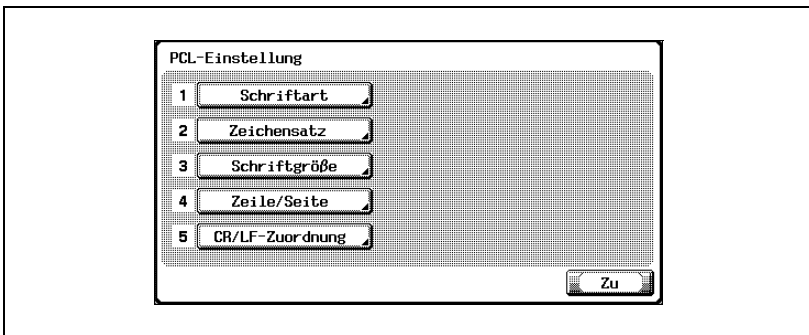 PCL-Einstellung
1 Schriftart
2 Zeichensatz
3 Schriftgröße
4 Zeile/Seite
5 CR/LF-Zuordnung
Zu